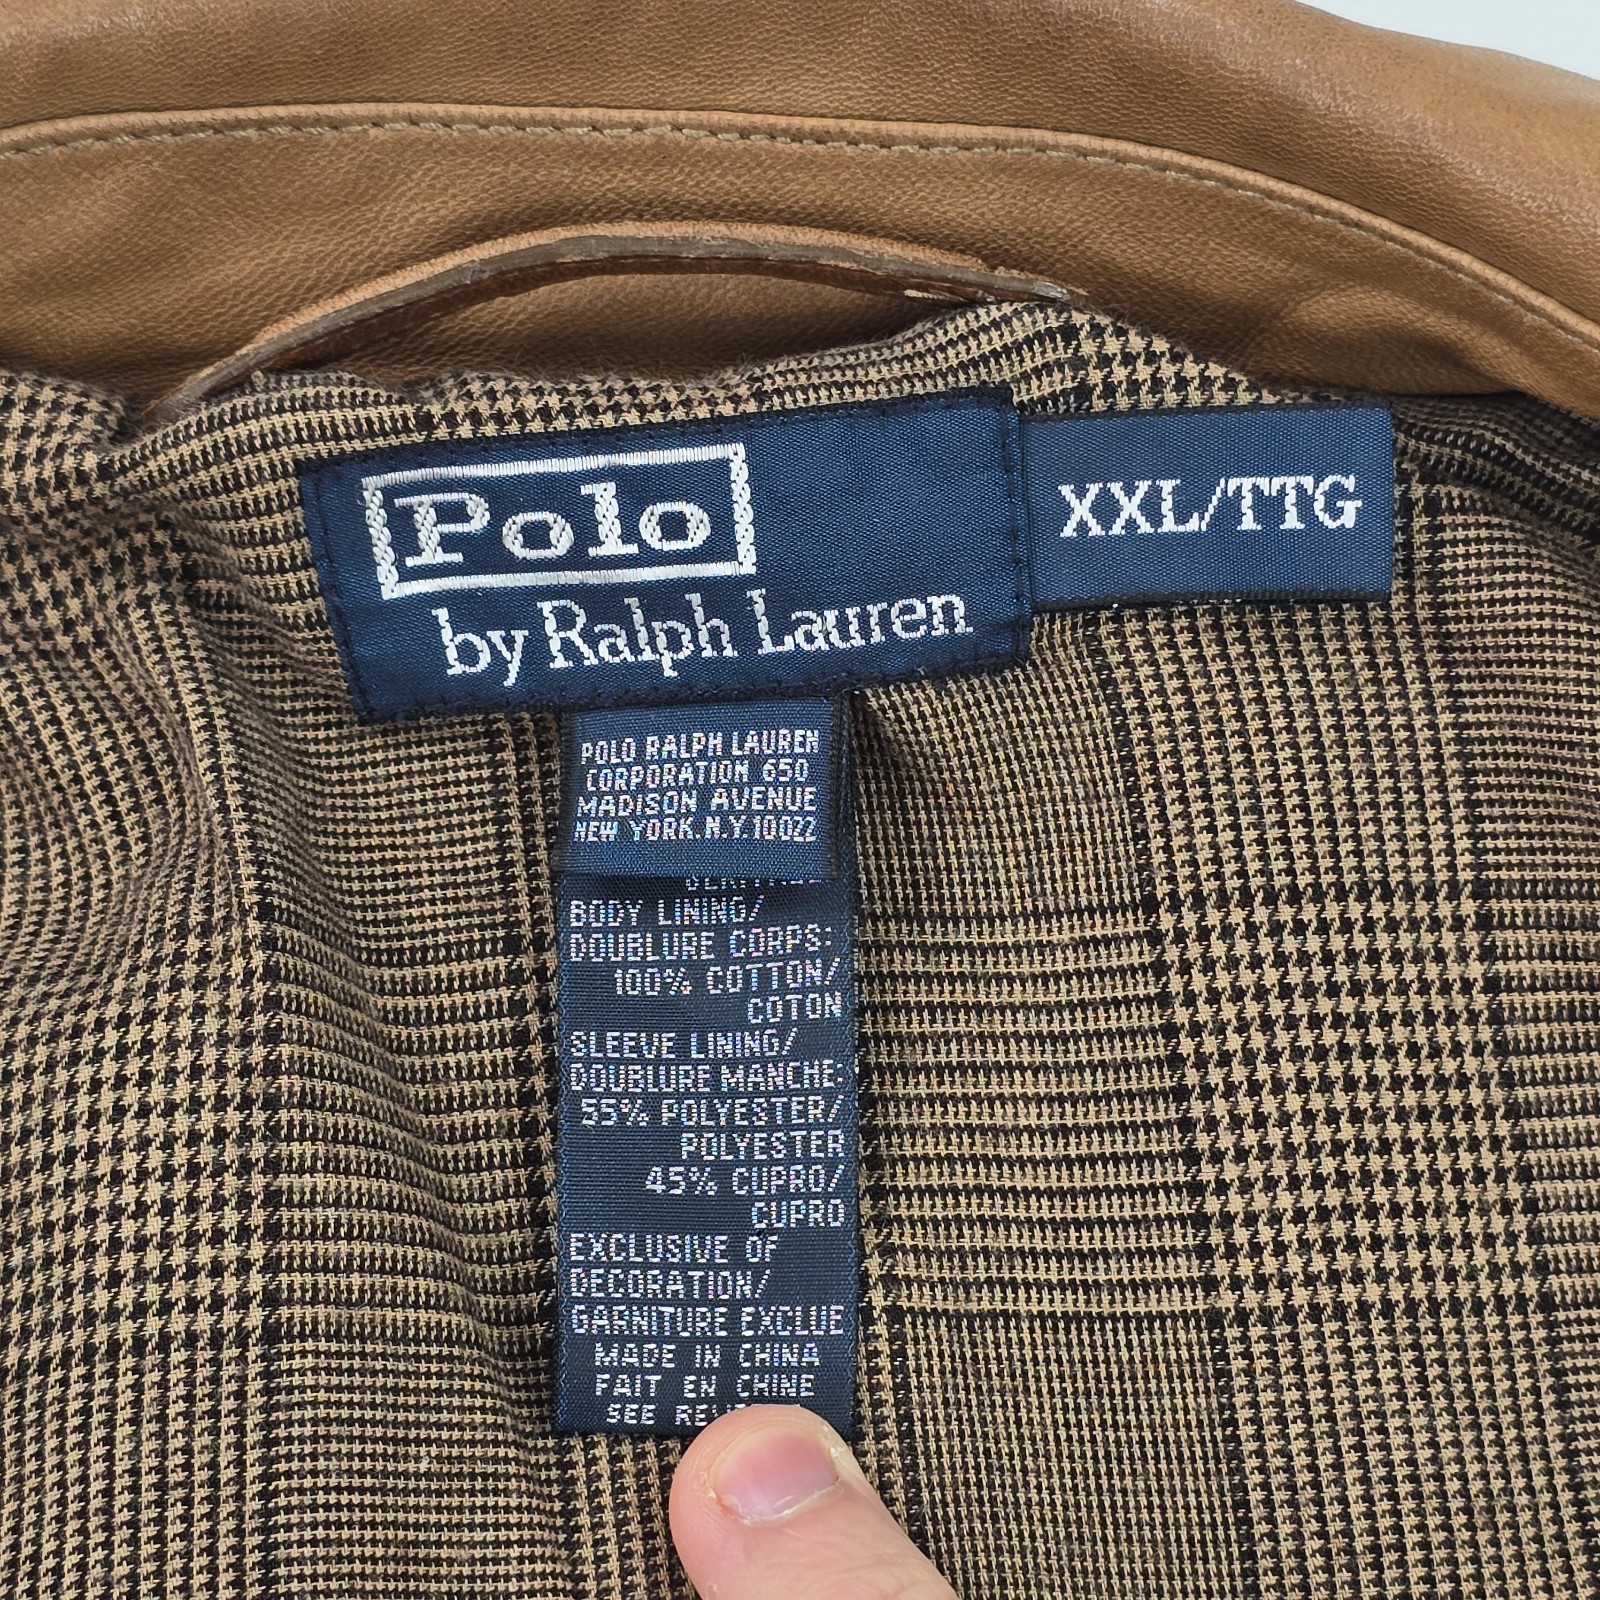 Polo
by Ralph Lauren
XXL/TTG
POLO RALPH LAUREN
CORPORATION 650
MADISON AVENUE
NEW YORK. N.Y. 10022
BODY LINING/
DOUBLURE CORPS:
100% COTTON/
COTON
SLEEVE LINING/
DOUBLURE MANCHE:
55% POLYESTER/
POLYESTER
45% CUPRO/
CUPRO
EXCLUSIVE OF
DECORATION/
GARNITURE EXCLUE
MADE IN CHINA
FAIT EN CHINE
SEE